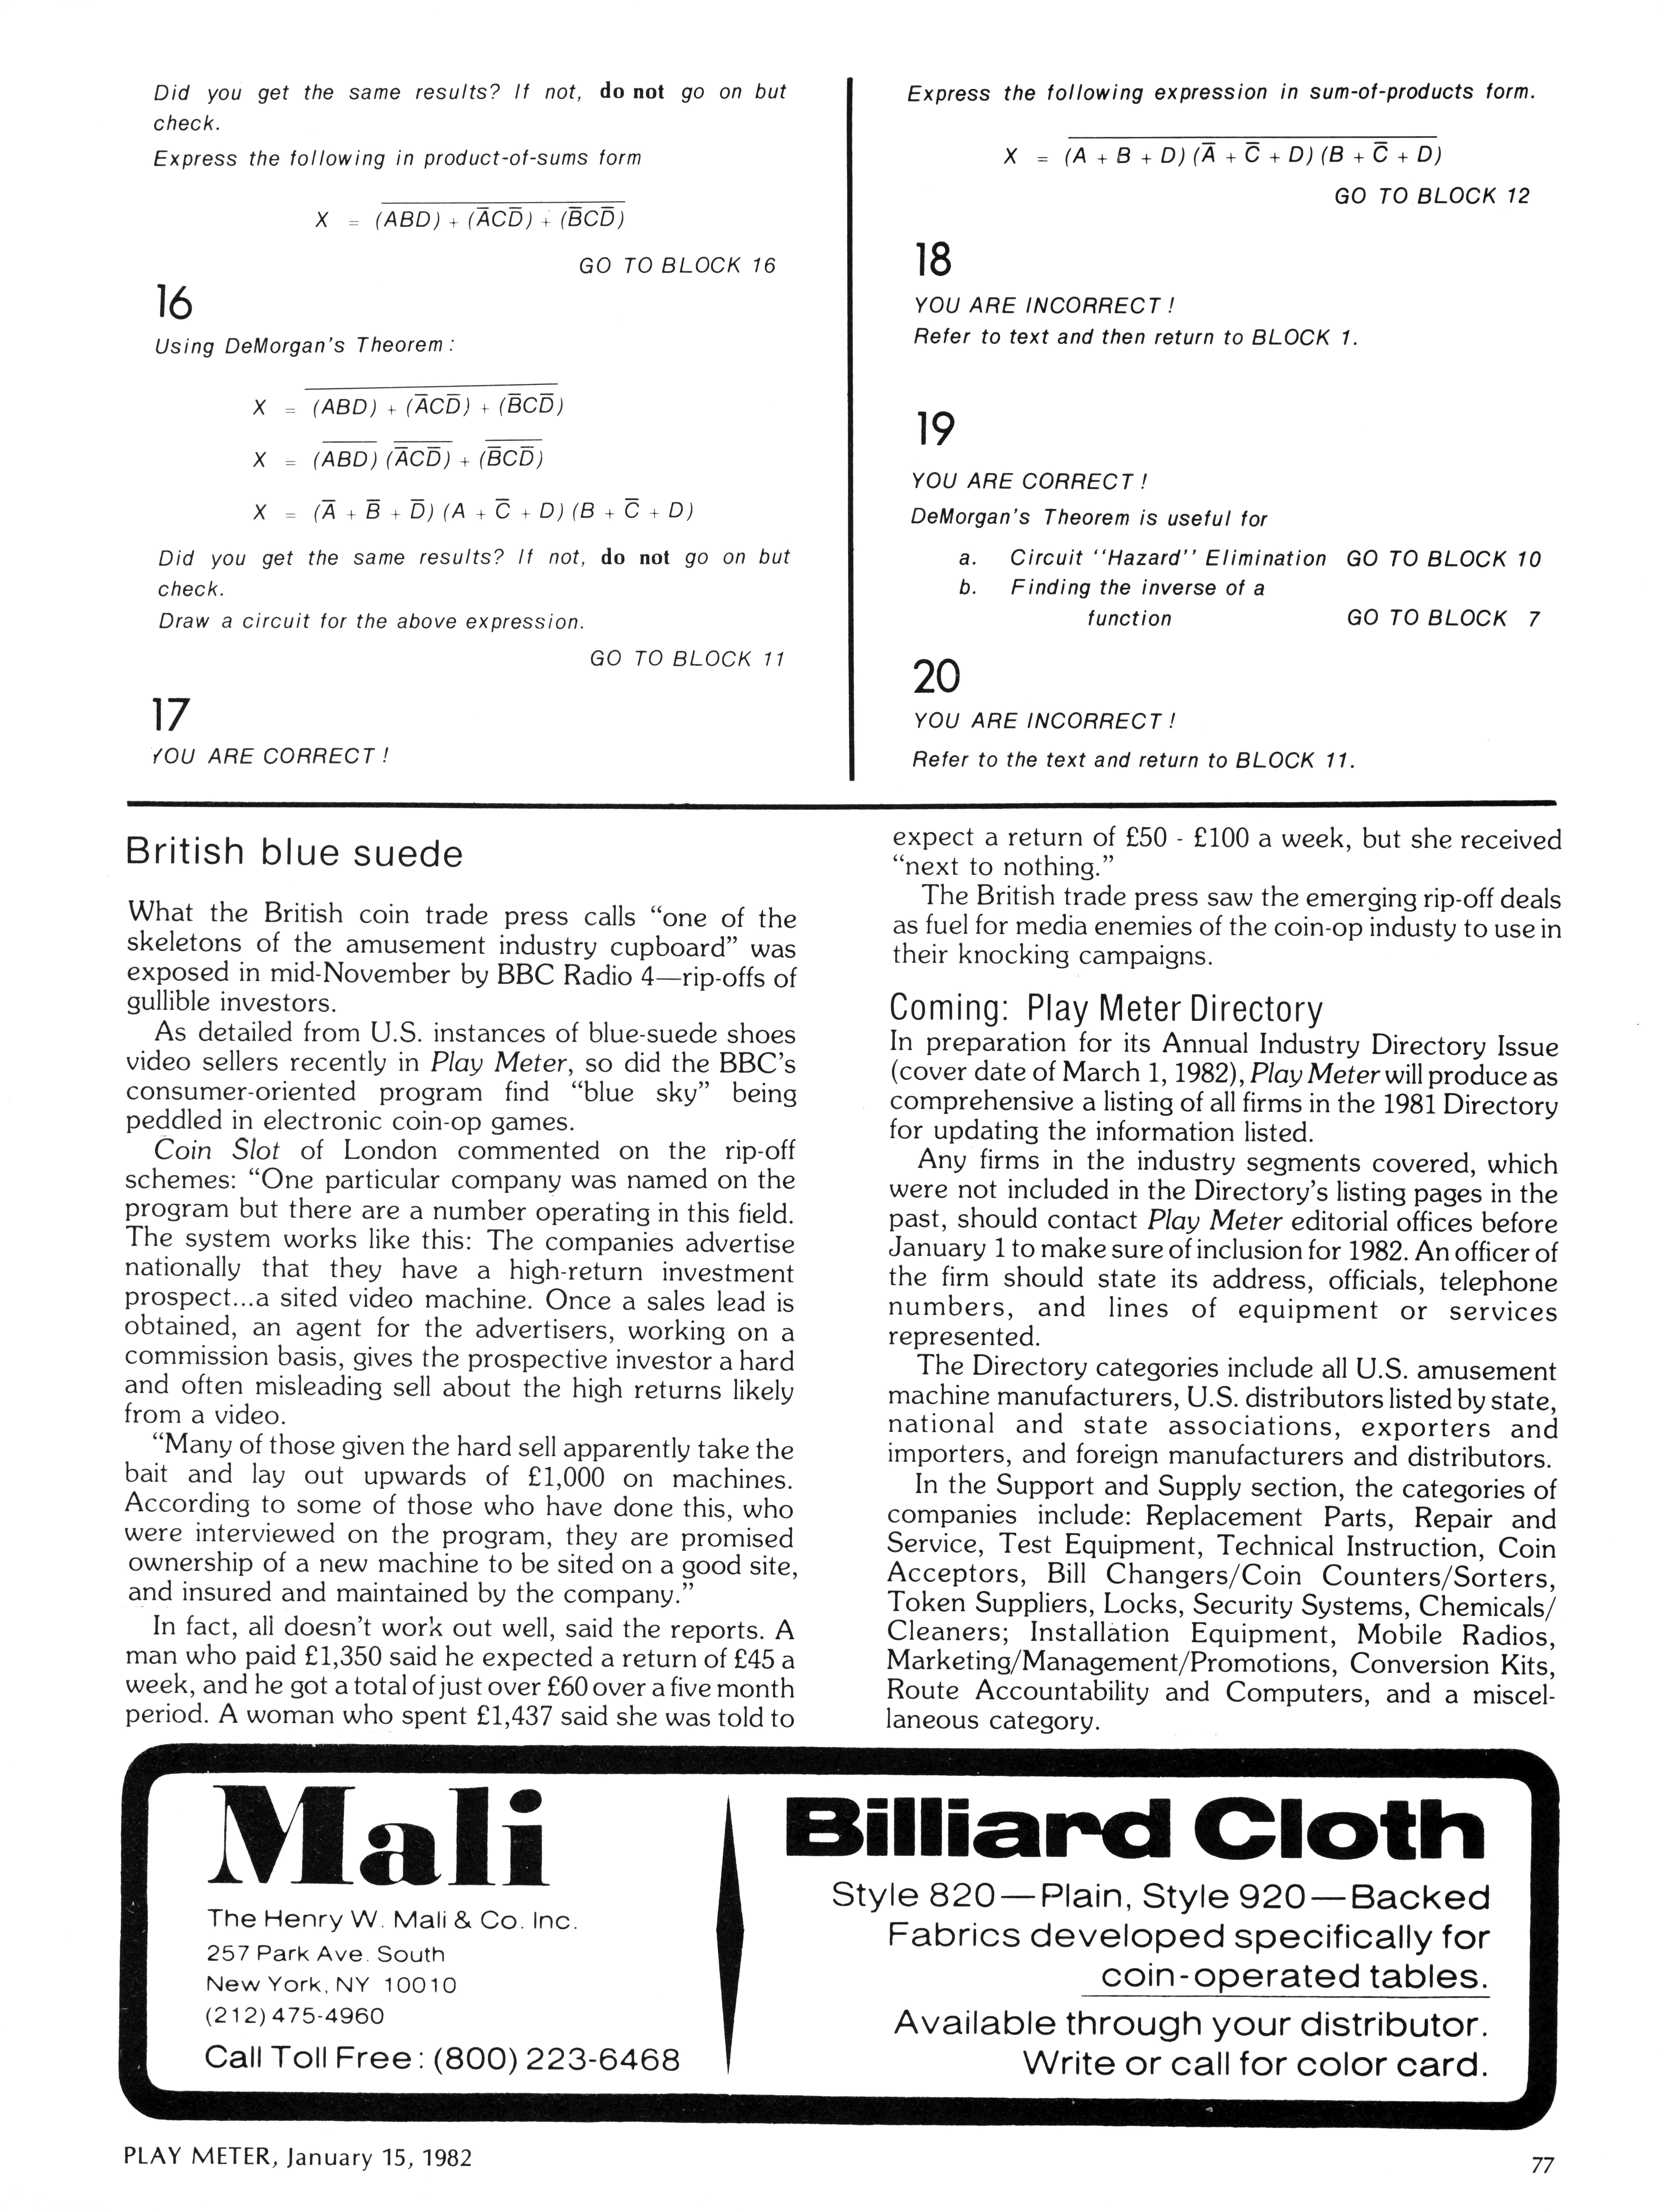 Did you get the same results? If not, do not go on but
check.
Express the following in product-of-sums form
X = \overline{(ABD) + (A̅CD̅) + (B̅CD̅)}
GO TO BLOCK 16
16
Using DeMorgan's Theorem:
X = \overline{(ABD) + (A̅CD̅) + (B̅CD̅)}
X = \overline{(ABD)} \overline{(A̅CD̅)} + \overline{(B̅CD̅)}
X = (A̅ + B̅ + D̅) (A + C̅ + D) (B + C̅ + D)
Did you get the same results? If not, do not go on but
check.
Draw a circuit for the above expression.
GO TO BLOCK 11
17
YOU ARE CORRECT!
Express the following expression in sum-of-products form.
X = \overline{(A + B + D) (A̅ + C̅ + D) (B + C̅ + D)}
GO TO BLOCK 12
18
YOU ARE INCORRECT!
Refer to text and then return to BLOCK 1.
19
YOU ARE CORRECT!
DeMorgan's Theorem is useful for
a. Circuit "Hazard" Elimination GO TO BLOCK 10
b. Finding the inverse of a
function GO TO BLOCK 7
20
YOU ARE INCORRECT!
Refer to the text and return to BLOCK 11.
British blue suede
What the British coin trade press calls "one of the
skeletons of the amusement industry cupboard" was
exposed in mid-November by BBC Radio 4—rip-offs of
gullible investors.
As detailed from U.S. instances of blue-suede shoes
video sellers recently in Play Meter, so did the BBC's
consumer-oriented program find "blue sky" being
peddled in electronic coin-op games.
Coin Slot of London commented on the rip-off
schemes: "One particular company was named on the
program but there are a number operating in this field.
The system works like this: The companies advertise
nationally that they have a high-return investment
prospect...a sited video machine. Once a sales lead is
obtained, an agent for the advertisers, working on a
commission basis, gives the prospective investor a hard
and often misleading sell about the high returns likely
from a video.
"Many of those given the hard sell apparently take the
bait and lay out upwards of £1,000 on machines.
According to some of those who have done this, who
were interviewed on the program, they are promised
ownership of a new machine to be sited on a good site,
and insured and maintained by the company."
In fact, all doesn't work out well, said the reports. A
man who paid £1,350 said he expected a return of £45 a
week, and he got a total of just over £60 over a five month
period. A woman who spent £1,437 said she was told to
expect a return of £50 - £100 a week, but she received
"next to nothing."
The British trade press saw the emerging rip-off deals
as fuel for media enemies of the coin-op industy to use in
their knocking campaigns.
Coming: Play Meter Directory
In preparation for its Annual Industry Directory Issue
(cover date of March 1, 1982), Play Meter will produce as
comprehensive a listing of all firms in the 1981 Directory
for updating the information listed.
Any firms in the industry segments covered, which
were not included in the Directory's listing pages in the
past, should contact Play Meter editorial offices before
January 1 to make sure of inclusion for 1982. An officer of
the firm should state its address, officials, telephone
numbers, and lines of equipment or services
represented.
The Directory categories include all U.S. amusement
machine manufacturers, U.S. distributors listed by state,
national and state associations, exporters and
importers, and foreign manufacturers and distributors.
In the Support and Supply section, the categories of
companies include: Replacement Parts, Repair and
Service, Test Equipment, Technical Instruction, Coin
Acceptors, Bill Changers/Coin Counters/Sorters,
Token Suppliers, Locks, Security Systems, Chemicals/
Cleaners; Installation Equipment, Mobile Radios,
Marketing/Management/Promotions, Conversion Kits,
Route Accountability and Computers, and a miscel-
laneous category.
Mali
The Henry W. Mali & Co. Inc.
257 Park Ave. South
New York, NY 10010
(212) 475-4960
Call Toll Free: (800) 223-6468
Billiard Cloth
Style 820—Plain, Style 920—Backed
Fabrics developed specifically for
coin-operated tables.
Available through your distributor.
Write or call for color card.
PLAY METER, January 15, 1982
77